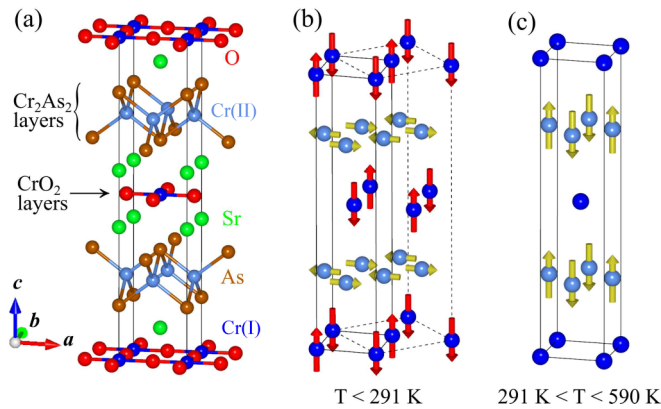 (a)
O
Cr2As2
layers
Cr(II)
CrO2
layers
Sr
As
Cr(I)
c
b
a
(b)
T < 291 K
(c)
291 K < T < 590 K